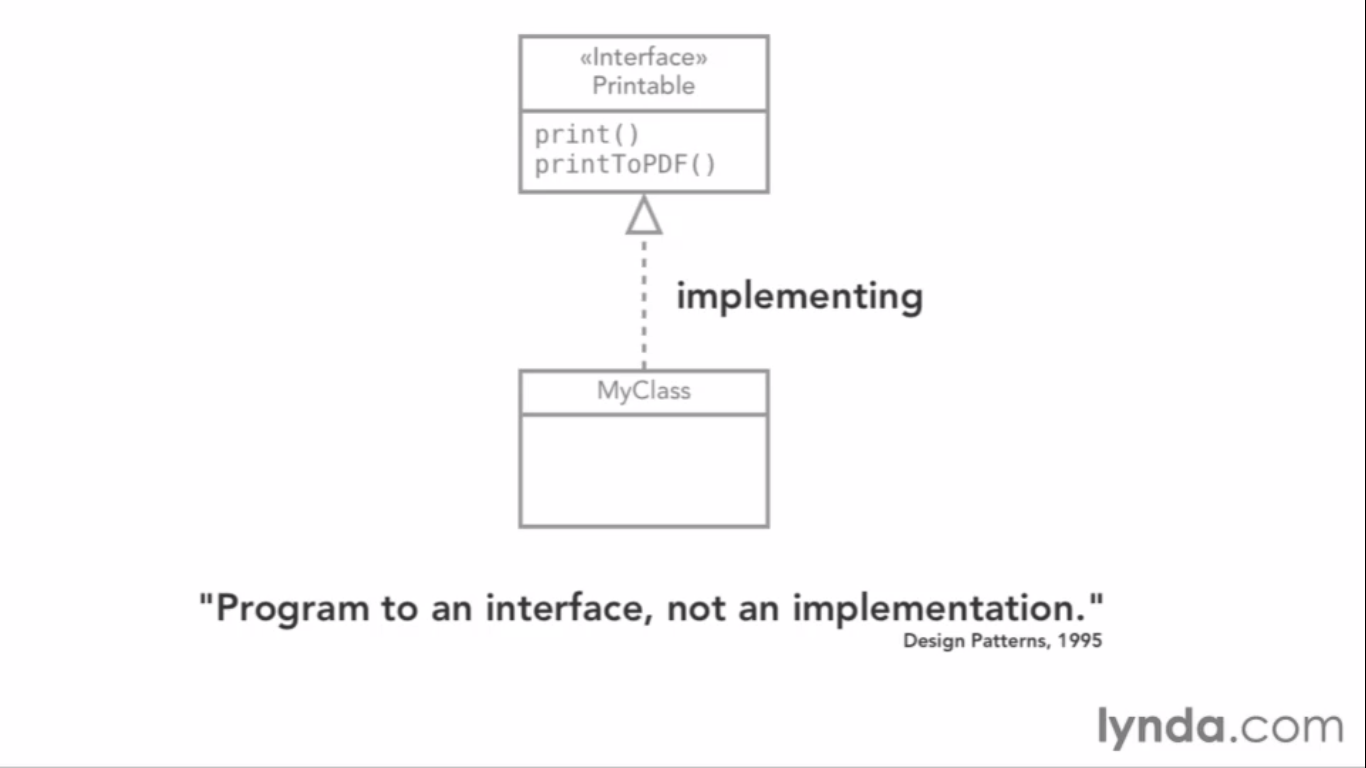 «Interface»
Printable
print()
printToPDF()
implementing
MyClass
"Program to an interface, not an implementation."
Design Patterns, 1995
lynda.com